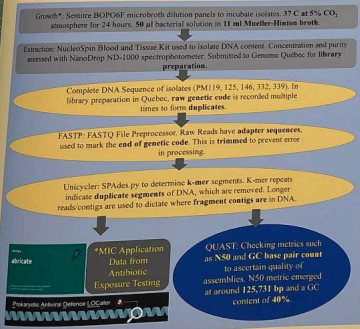 Growth*: Sensitre BOPO6F microbroth dilution panels to incubate isolates. 37 C at 5% CO₂
atmosphere for 24 hours. 50 µl bacterial solution in 11 ml Mueller-Hinton broth.
Extraction: NucleoSpin Blood and Tissue Kit used to isolate DNA content. Concentration and purity
assessed with NanoDrop ND-1000 spectrophotometer. Submitted to Genome Québec for library
preparation.
Complete DNA Sequence of isolates (PM119, 125, 146, 332, 339). In
library preparation in Quebec, raw genetic code is recorded multiple
times to form duplicates.
FASTP: FASTQ File Preprocessor. Raw Reads have adapter sequences,
used to mark the end of genetic code. This is trimmed to prevent error
in processing.
Unicycler: SPAdes.py to determine k-mer segments. K-mer repeats
indicate duplicate segments of DNA, which are removed. Longer
reads/contigs are used to dictate where fragment contigs are in DNA.
abricate
*MIC Application
Data from
Antibiotic
Exposure Testing
QUAST: Checking metrics such
as N50 and GC base pair count
to ascertain quality of
assemblies. N50 metric emerged
at around 125,731 bp and a GC
content of 40%.
Prokaryotic Antiviral Defence LOCator